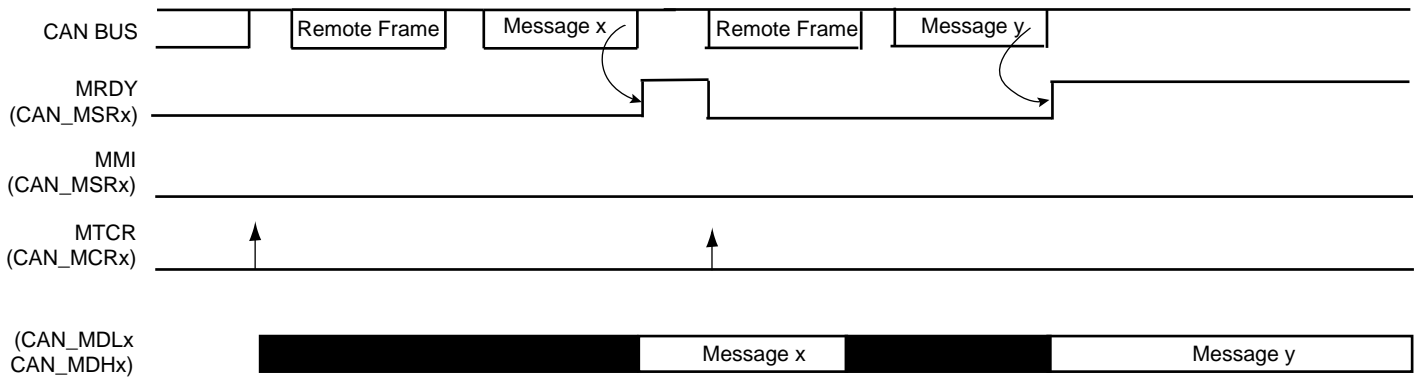 CAN BUS
Remote Frame
Message x
Remote Frame
Message y
MRDY
(CAN_MSRx)
MMI
(CAN_MSRx)
MTCR
(CAN_MCRx)
(CAN_MDLx
CAN_MDHx)
Message x
Message y